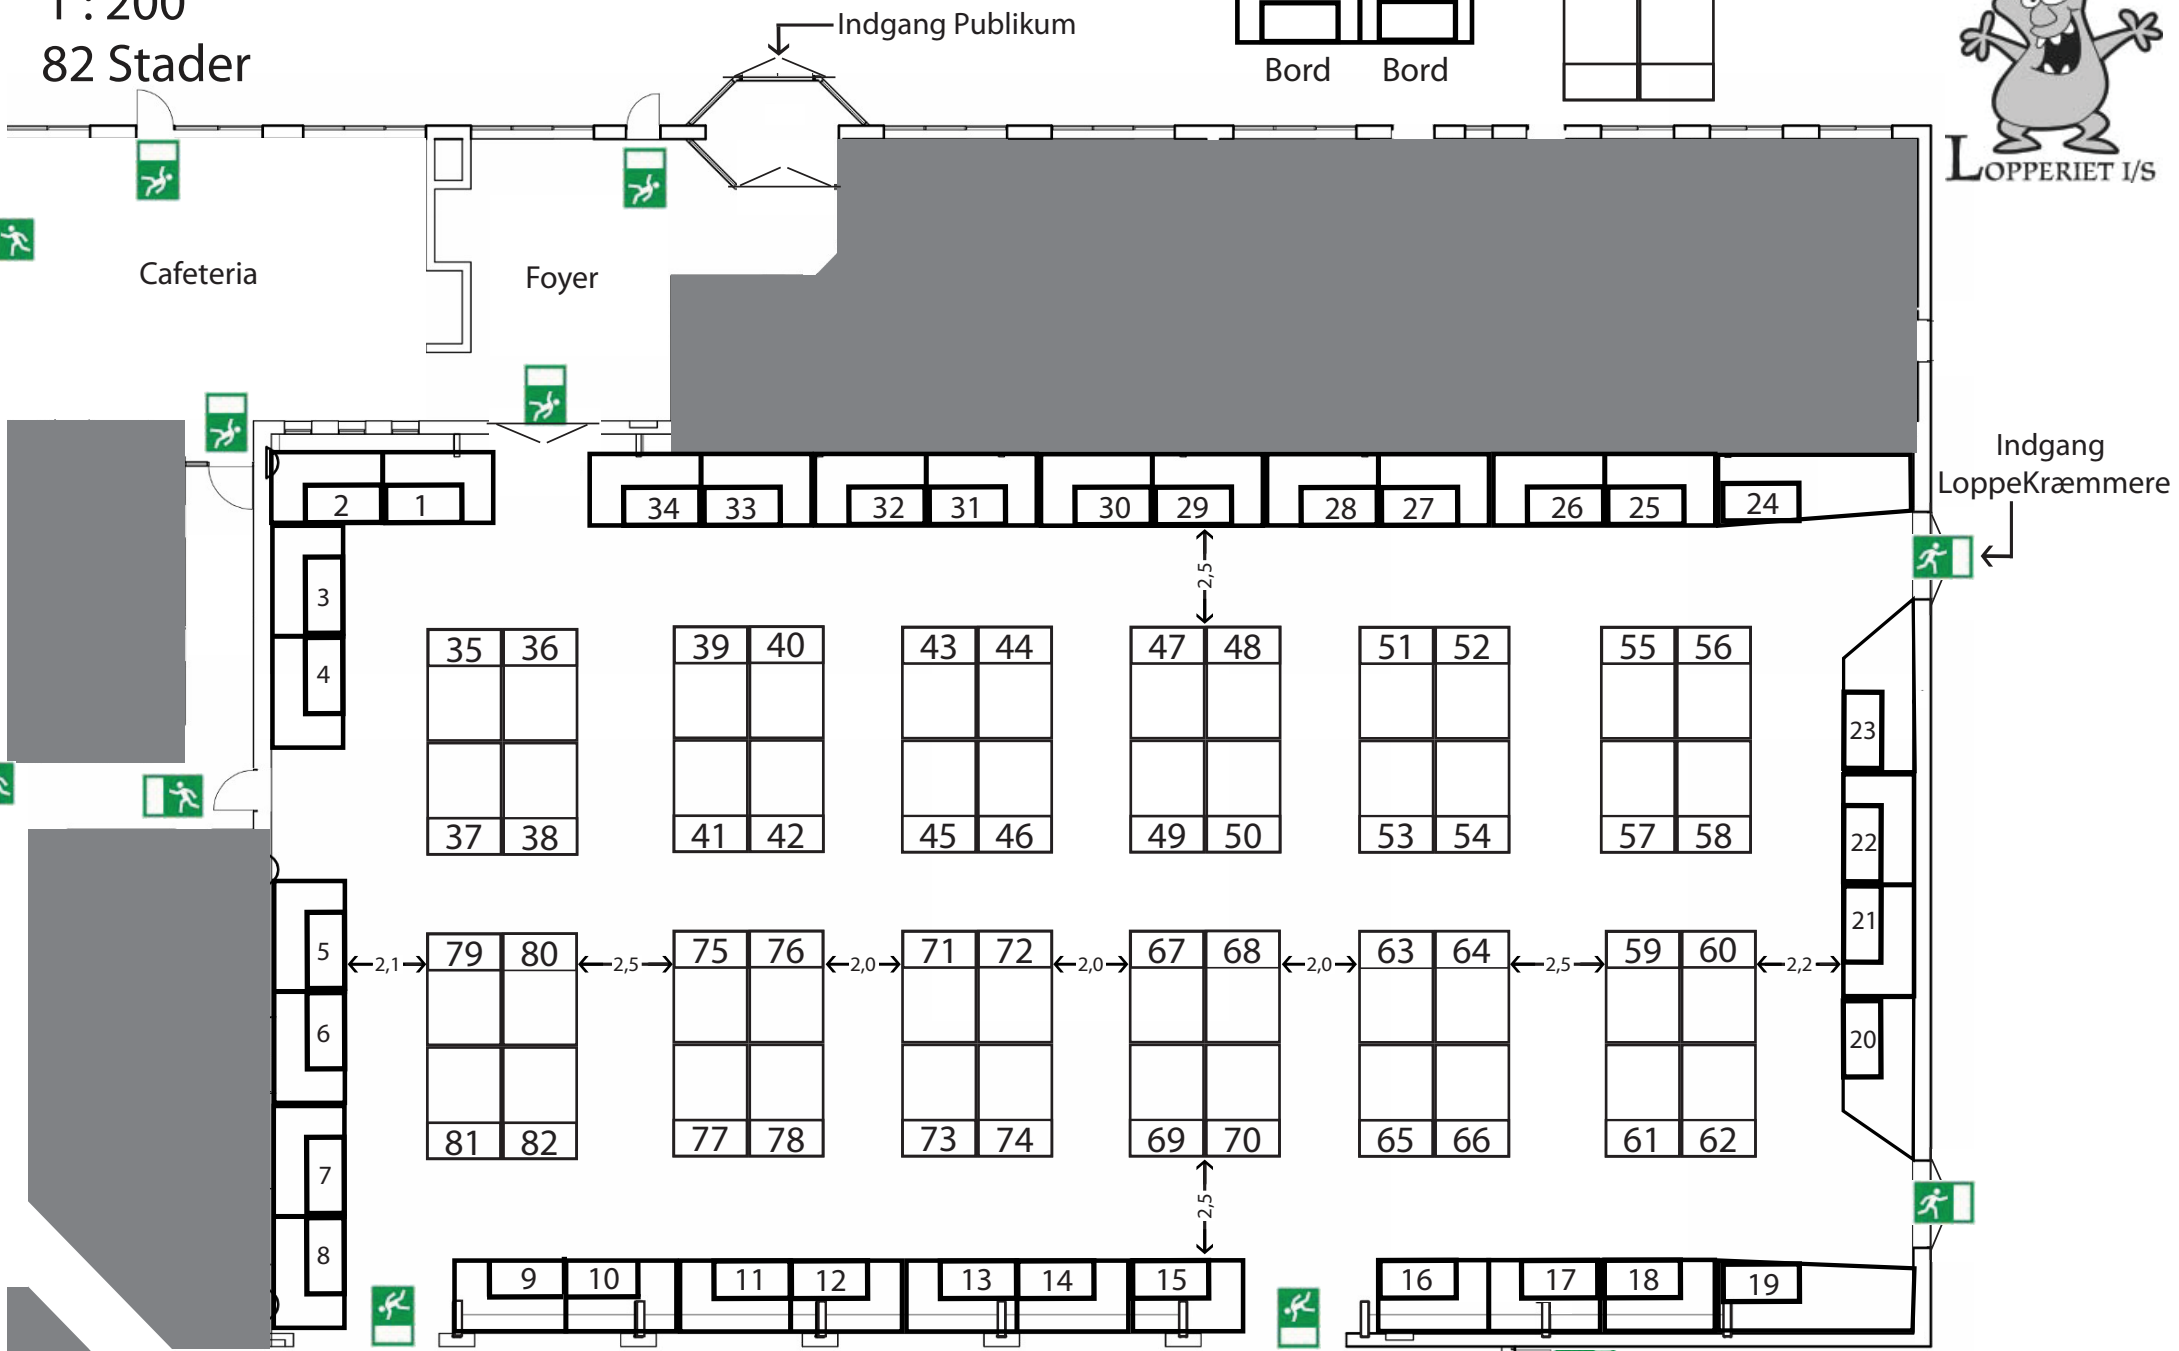 1 : 200
82 Stader
Indgang Publikum
Bord Bord
LOPPERIET I/S
Cafeteria
Foyer
Indgang
LoppeKræmmere
2 1 34 33 32 31 30 29 28 27 26 25 24
3
4
2,5
35 36 39 40 43 44 47 48 51 52 55 56
23
37 38 41 42 45 46 49 50 53 54 57 58
22
21
5 2,1 79 80 2,5 75 76 2,0 71 72 2,0 67 68 2,0 63 64 2,5 59 60 2,2
6
20
81 82 77 78 73 74 69 70 65 66 61 62
7
2,5
8
9 10 11 12 13 14 15 16 17 18 19